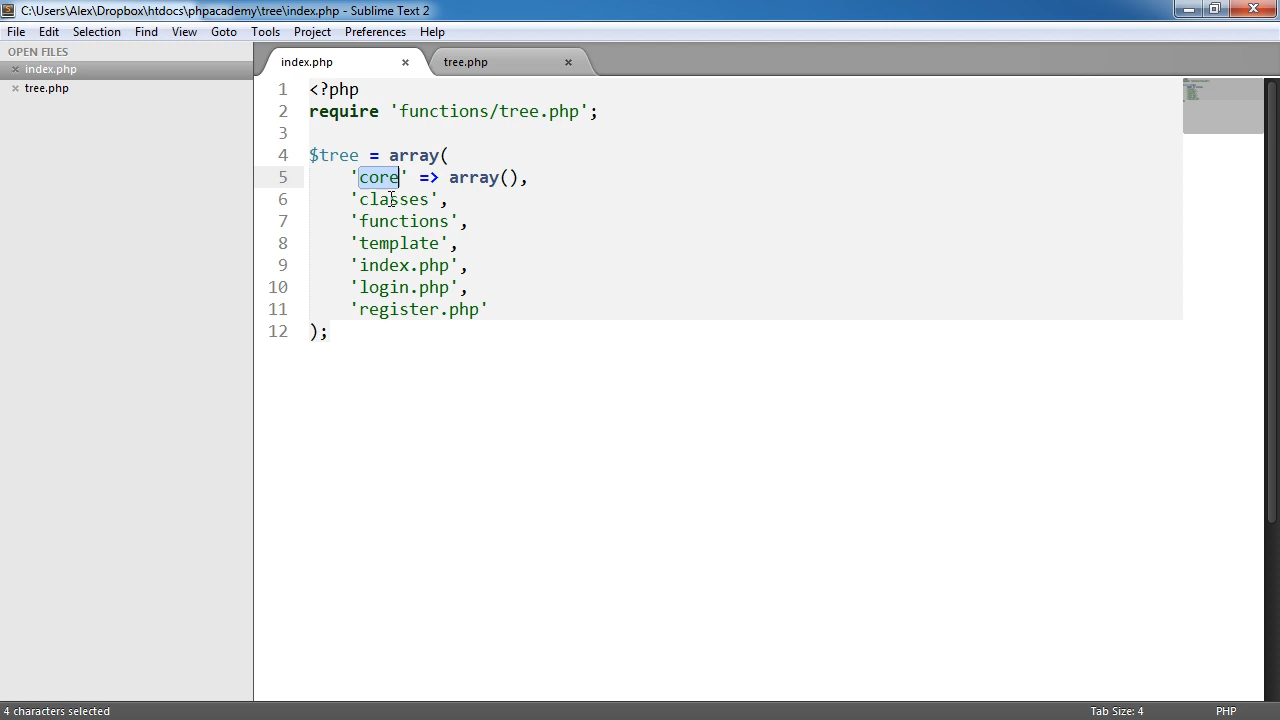 C:\Users\Alex\Dropbox\htdocs\phpacademy\tree\index.php - Sublime Text 2
File Edit Selection Find View Goto Tools Project Preferences Help
OPEN FILES
index.php
tree.php
index.php
tree.php
1 <?php
2 require 'functions/tree.php';
3
4 $tree = array(
5 'core' => array(),
6 'classes',
7 'functions',
8 'template',
9 'index.php',
10 'login.php',
11 'register.php'
12 );
4 characters selected
Tab Size: 4
PHP